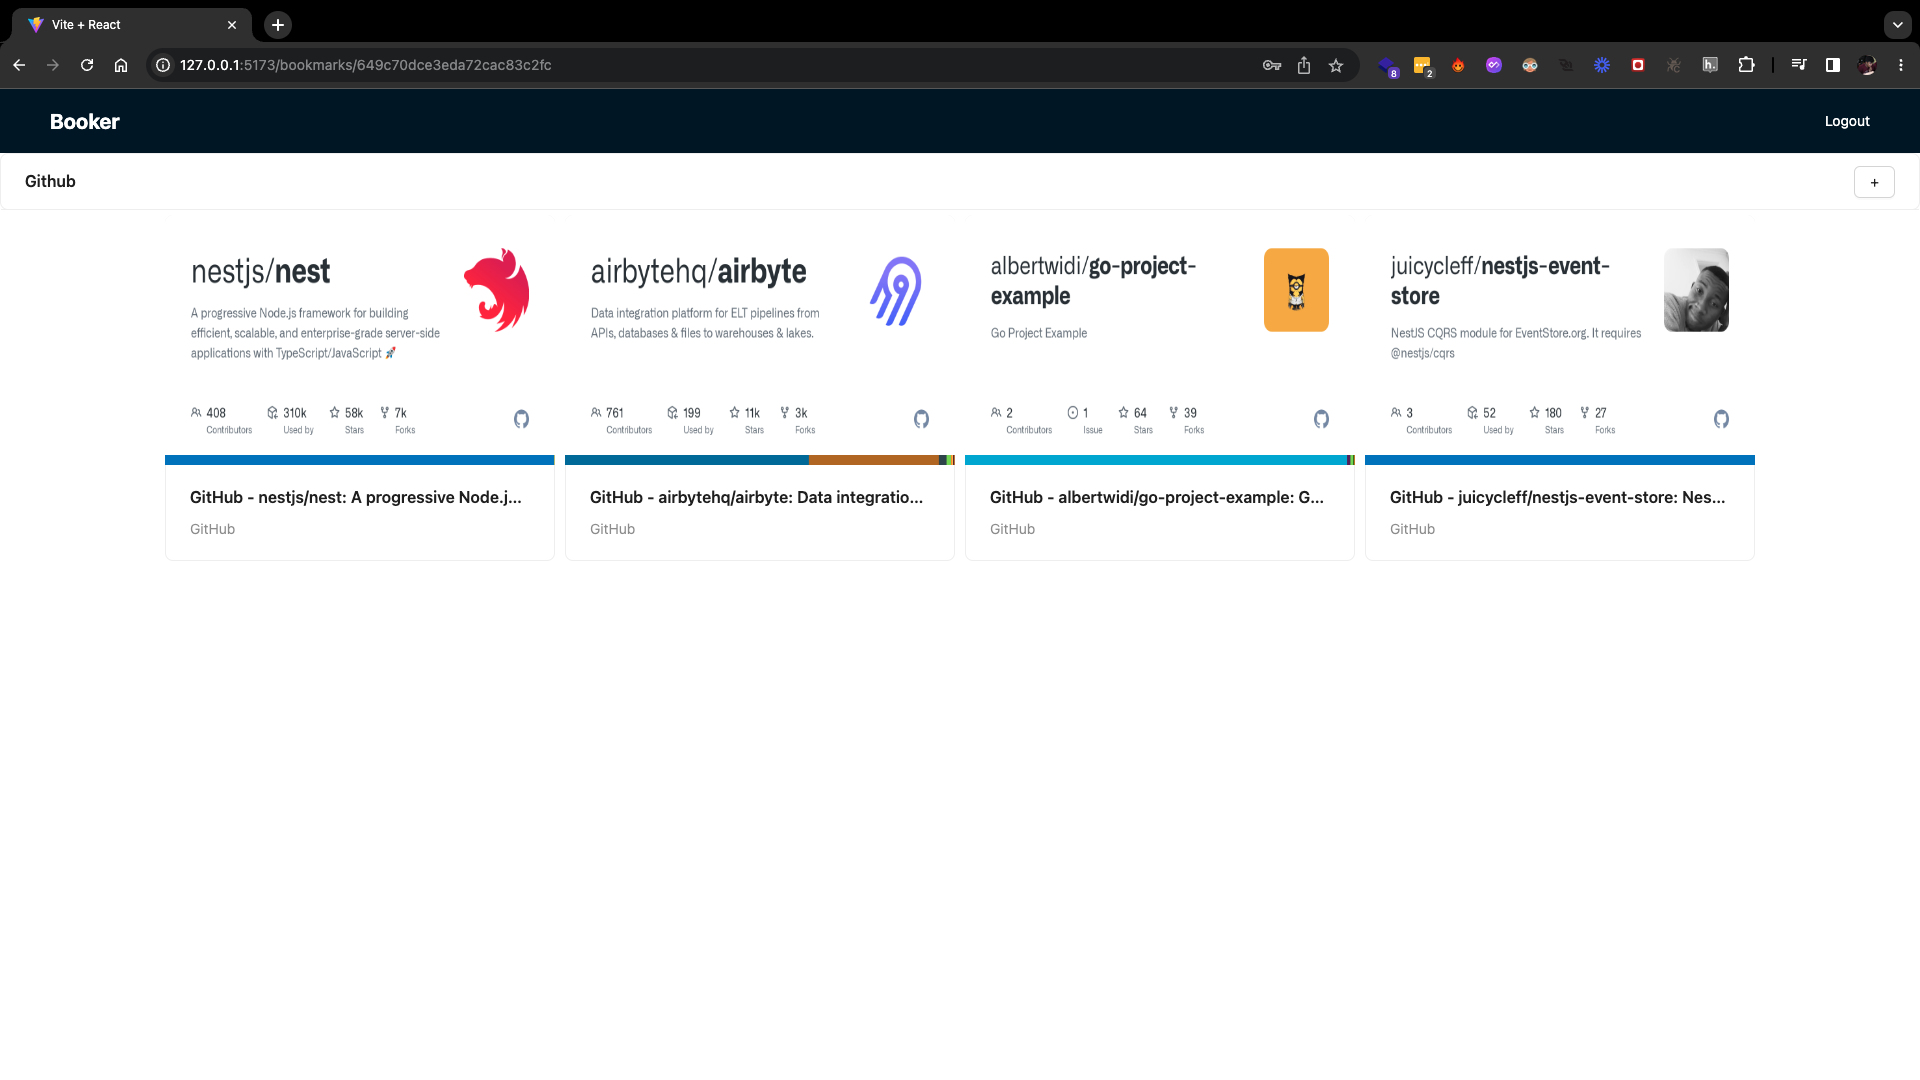 Vite + React
127.0.0.1:5173/bookmarks/649c70dce3eda72cac83c2fc
8
2
h.
Booker
Logout
Github
+
nestjs/nest
A progressive Node.js framework for building
efficient, scalable, and enterprise-grade server-side
applications with TypeScript/JavaScript 🚀
408 310k 58k 7k
Contributors Used by Stars Forks
GitHub - nestjs/nest: A progressive Node.j...
GitHub
airbytehq/airbyte
Data integration platform for ELT pipelines from
APIs, databases & files to warehouses & lakes.
761 199 11k 3k
Contributors Used by Stars Forks
GitHub - airbytehq/airbyte: Data integratio...
GitHub
albertwidi/go-project-
example
Go Project Example
2 1 64 39
Contributors Issue Stars Forks
GitHub - albertwidi/go-project-example: G...
GitHub
juicycleff/nestjs-event-
store
NestJS CQRS module for EventStore.org. It requires
@nestjs/cqrs
3 52 180 27
Contributors Used by Stars Forks
GitHub - juicycleff/nestjs-event-store: Nes...
GitHub